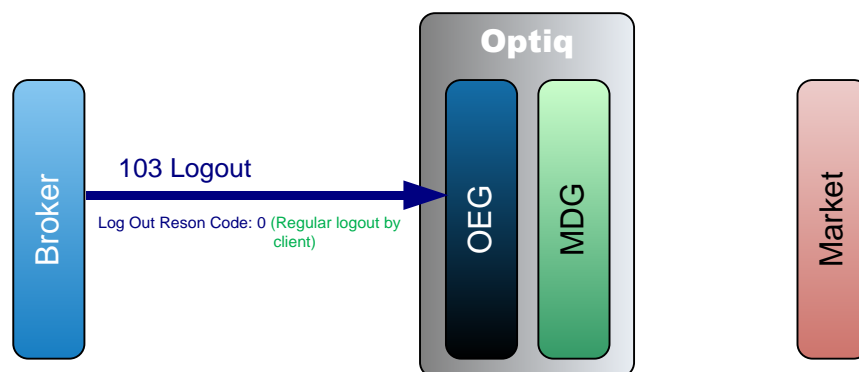 Optiq
103 Logout
Log Out Reson Code: 0 (Regular logout by
client)
Broker
OEG
MDG
Market